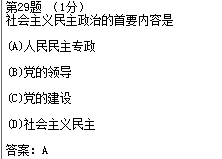 第29题 (1分)
社会主义民主政治的首要内容是
(A)人民民主专政
(B)党的领导
(C)党的建设
(D)社会主义民主
答案: A